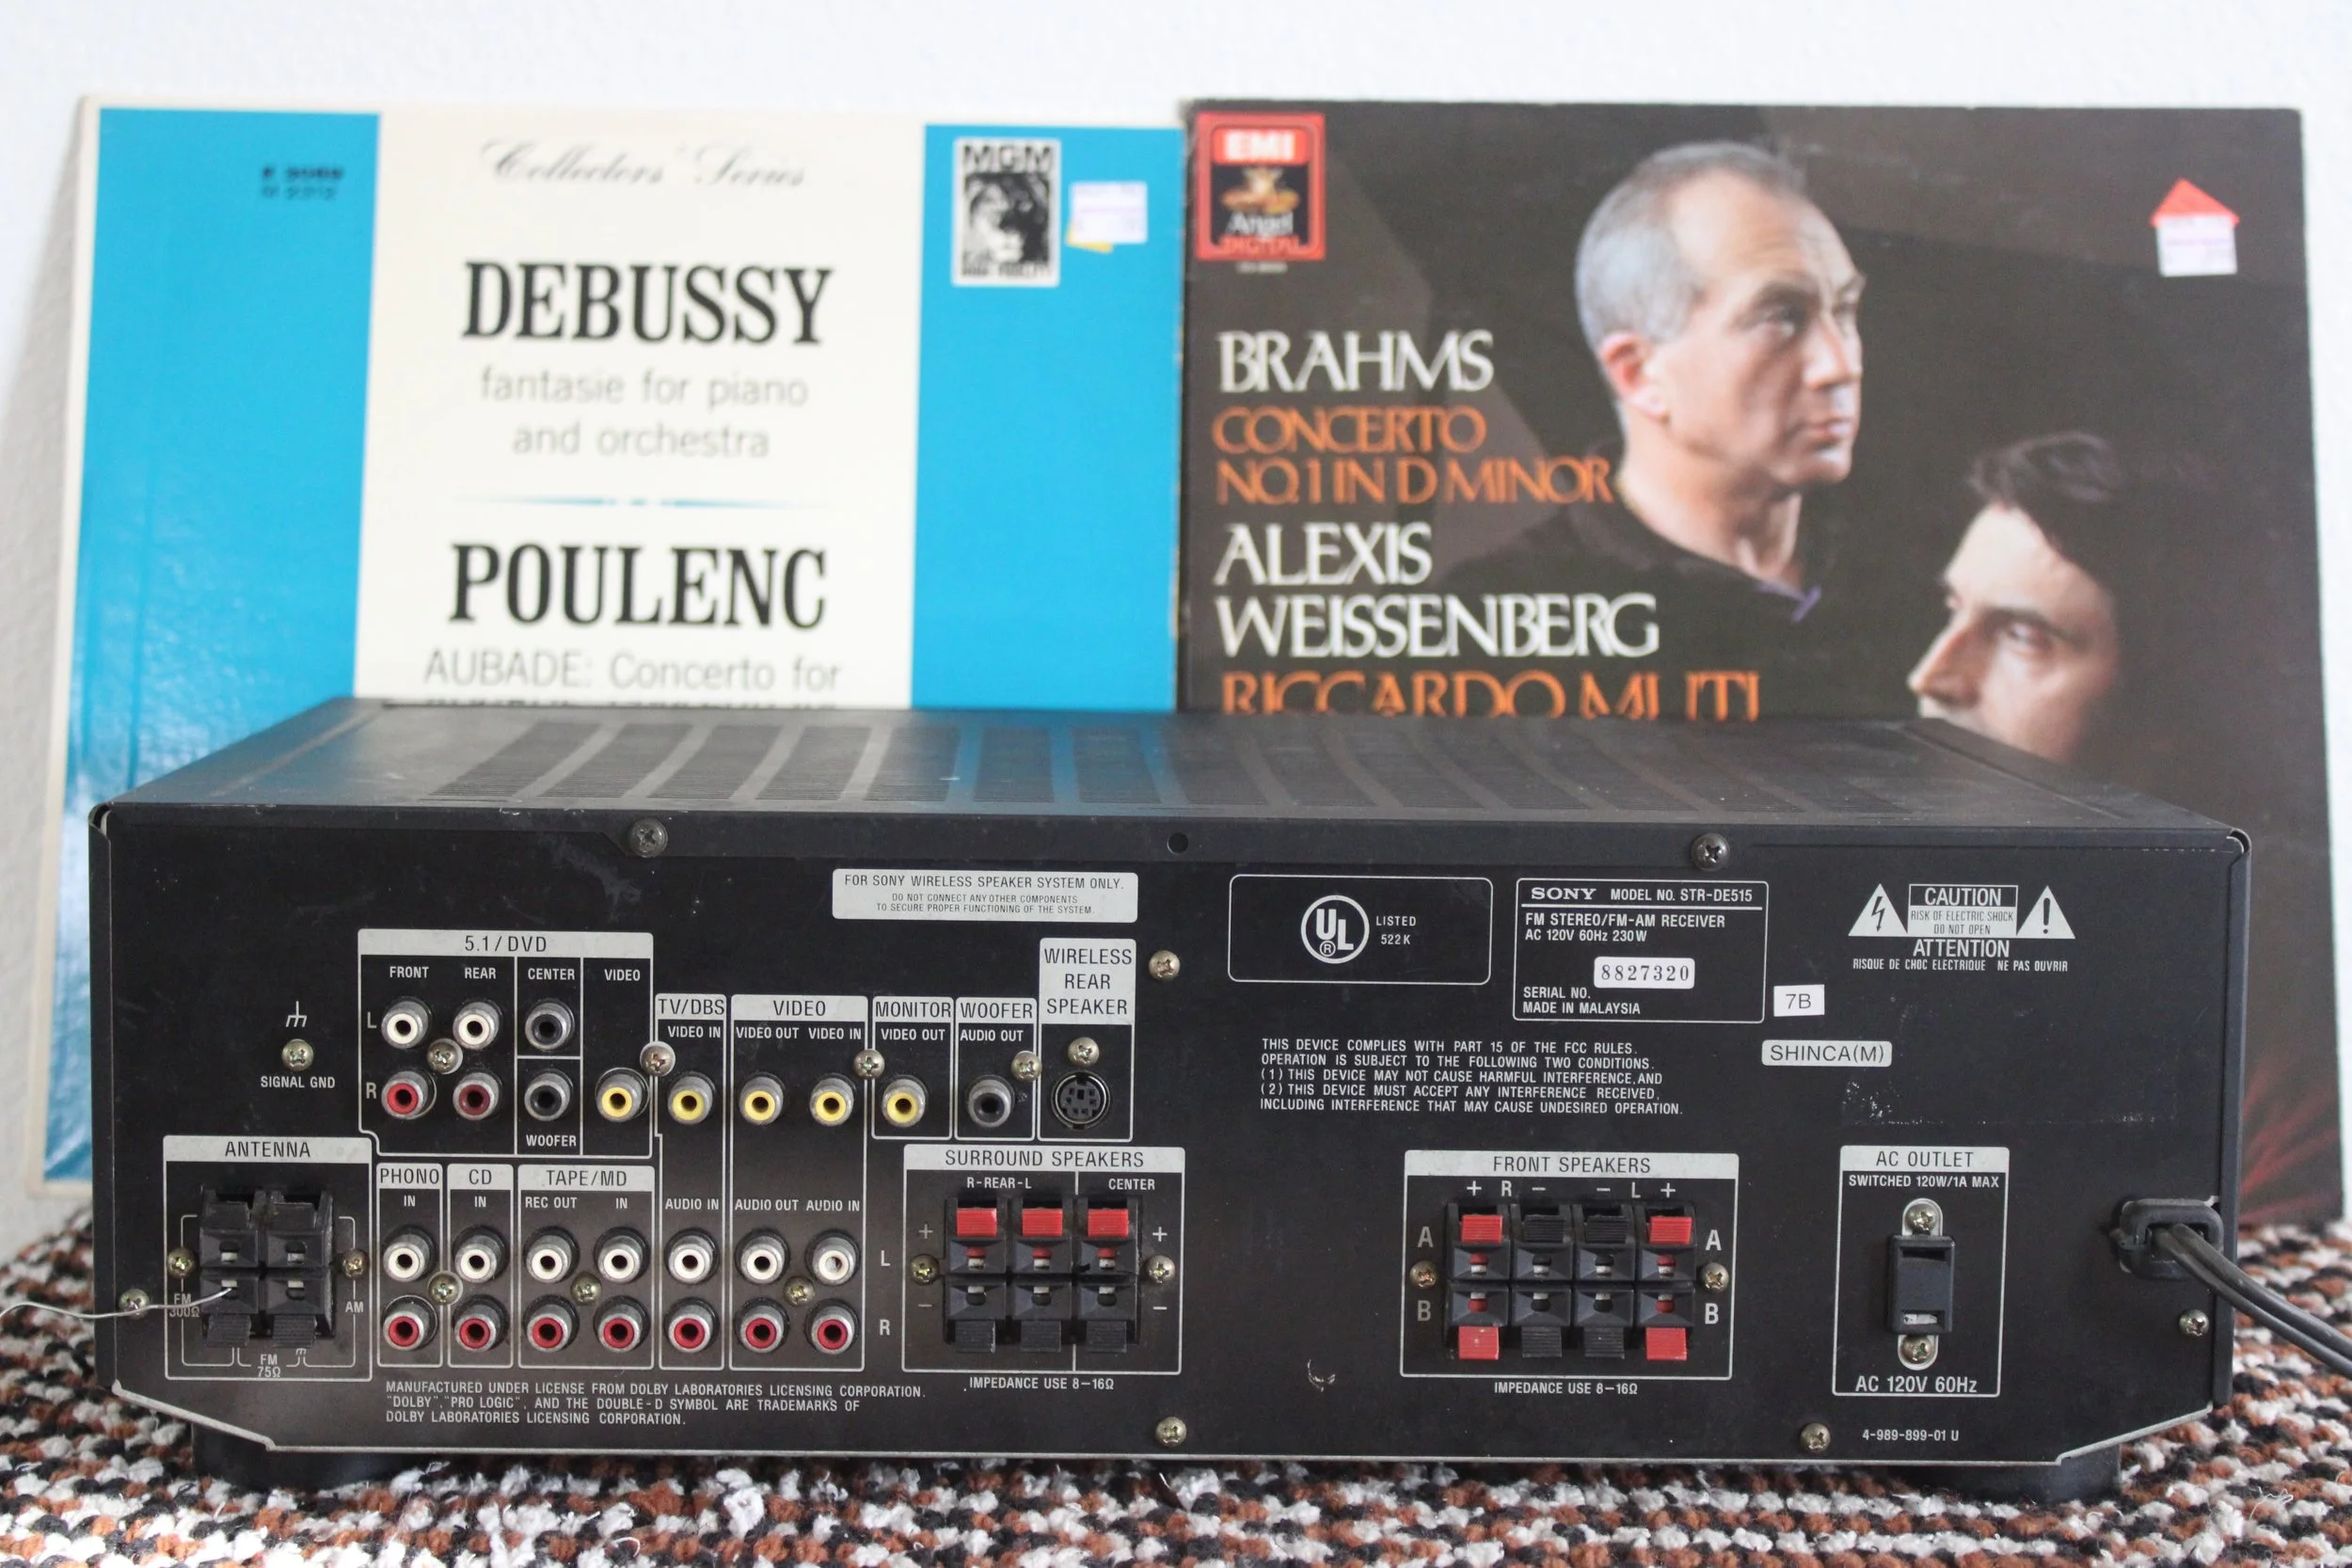 Collectors' Series
MGM
DEBUSSY
fantasie for piano
and orchestra
POULENC
AUBADE: Concerto for
EMI
Angel
DIGITAL
BRAHMS
CONCERTO
NO.1 IN D MINOR
ALEXIS
WEISSENBERG
RICCARDO MUTI
FOR SONY WIRELESS SPEAKER SYSTEM ONLY.
DO NOT CONNECT ANY OTHER COMPONENTS
TO SECURE PROPER FUNCTIONING OF THE SYSTEM.
5.1/DVD
FRONT REAR CENTER VIDEO
L
R
WOOFER
SIGNAL GND
TV/DBS
VIDEO IN
VIDEO
VIDEO OUT VIDEO IN
MONITOR
VIDEO OUT
WOOFER
AUDIO OUT
WIRELESS
REAR
SPEAKER
UL
®
LISTED
522K
SONY MODEL NO. STR-DE515
FM STEREO/FM-AM RECEIVER
AC 120V 60Hz 230W
8827320
SERIAL NO.
MADE IN MALAYSIA
7B
SHINCA(M)
CAUTION
RISK OF ELECTRIC SHOCK
DO NOT OPEN
ATTENTION
RISQUE DE CHOC ELECTRIQUE NE PAS OUVRIR
THIS DEVICE COMPLIES WITH PART 15 OF THE FCC RULES.
OPERATION IS SUBJECT TO THE FOLLOWING TWO CONDITIONS.
(1) THIS DEVICE MAY NOT CAUSE HARMFUL INTERFERENCE,AND
(2) THIS DEVICE MUST ACCEPT ANY INTERFERENCE RECEIVED,
INCLUDING INTERFERENCE THAT MAY CAUSE UNDESIRED OPERATION.
ANTENNA
FM
300Ω
AM
FM
75Ω
PHONO
IN
CD
IN
TAPE/MD
REC OUT IN
AUDIO IN
AUDIO OUT AUDIO IN
L
R
SURROUND SPEAKERS
R-REAR-L CENTER
+ +
− −
IMPEDANCE USE 8−16Ω
FRONT SPEAKERS
+ R − − L +
A A
B B
IMPEDANCE USE 8−16Ω
AC OUTLET
SWITCHED 120W/1A MAX
AC 120V 60Hz
MANUFACTURED UNDER LICENSE FROM DOLBY LABORATORIES LICENSING CORPORATION.
"DOLBY","PRO LOGIC", AND THE DOUBLE-D SYMBOL ARE TRADEMARKS OF
DOLBY LABORATORIES LICENSING CORPORATION.
4-989-899-01 U